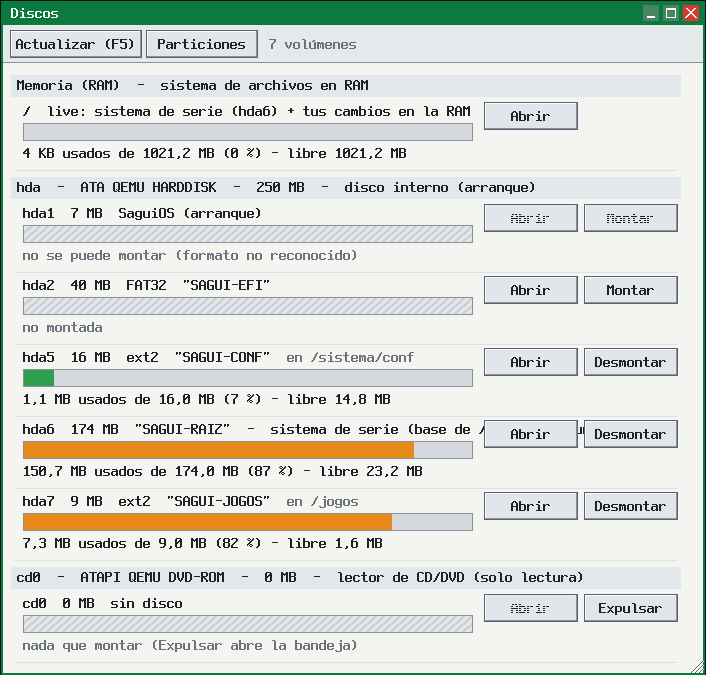 Discos
Actualizar (F5) Particiones 7 volúmenes
Memoria (RAM) - sistema de archivos en RAM
/ live: sistema de serie (hda6) + tus cambios en la RAM Abrir
4 KB usados de 1021,2 MB (0 %) - libre 1021,2 MB
hda - ATA QEMU HARDDISK - 250 MB - disco interno (arranque)
hda1 7 MB SaguiOS (arranque) Abrir Montar
no se puede montar (formato no reconocido)
hda2 40 MB FAT32 "SAGUI-EFI" Abrir Montar
no montada
hda5 16 MB ext2 "SAGUI-CONF" en /sistema/conf Abrir Desmontar
1,1 MB usados de 16,0 MB (7 %) - libre 14,8 MB
hda6 174 MB "SAGUI-RAIZ" - sistema de serie (base de / Abrir Desmontar
150,7 MB usados de 174,0 MB (87 %) - libre 23,2 MB
hda7 9 MB ext2 "SAGUI-JOGOS" en /jogos Abrir Desmontar
7,3 MB usados de 9,0 MB (82 %) - libre 1,6 MB
cd0 - ATAPI QEMU DVD-ROM - 0 MB - lector de CD/DVD (solo lectura)
cd0 0 MB sin disco Abrir Expulsar
nada que montar (Expulsar abre la bandeja)